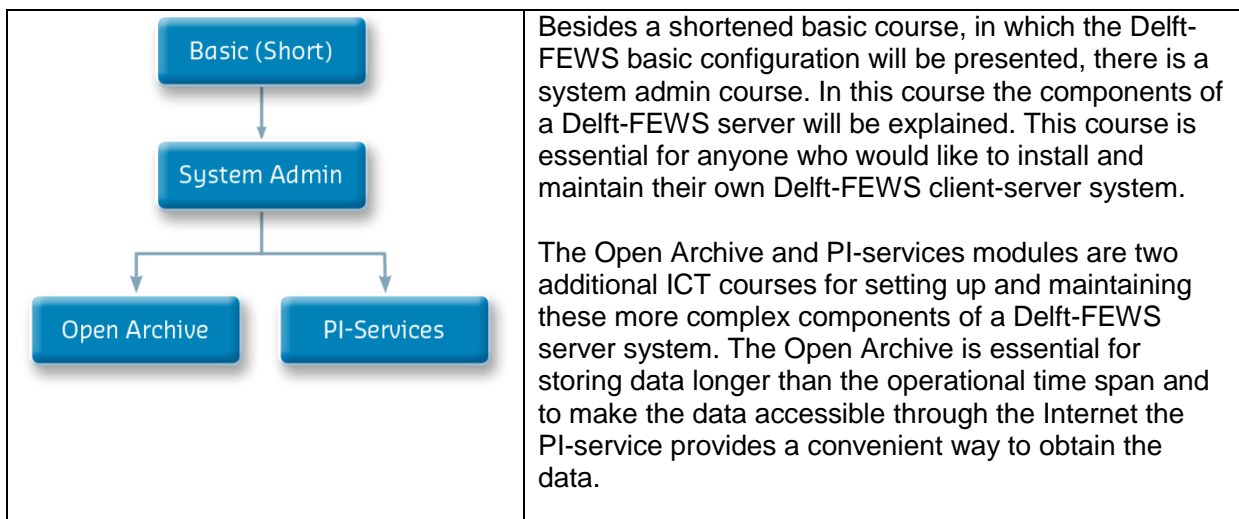 Basic (Short)
System Admin
Open Archive
PI-Services
Besides a shortened basic course, in which the Delft-
FEWS basic configuration will be presented, there is a
system admin course. In this course the components of
a Delft-FEWS server will be explained. This course is
essential for anyone who would like to install and
maintain their own Delft-FEWS client-server system.
The Open Archive and PI-services modules are two
additional ICT courses for setting up and maintaining
these more complex components of a Delft-FEWS
server system. The Open Archive is essential for
storing data longer than the operational time span and
to make the data accessible through the Internet the
PI-service provides a convenient way to obtain the
data.